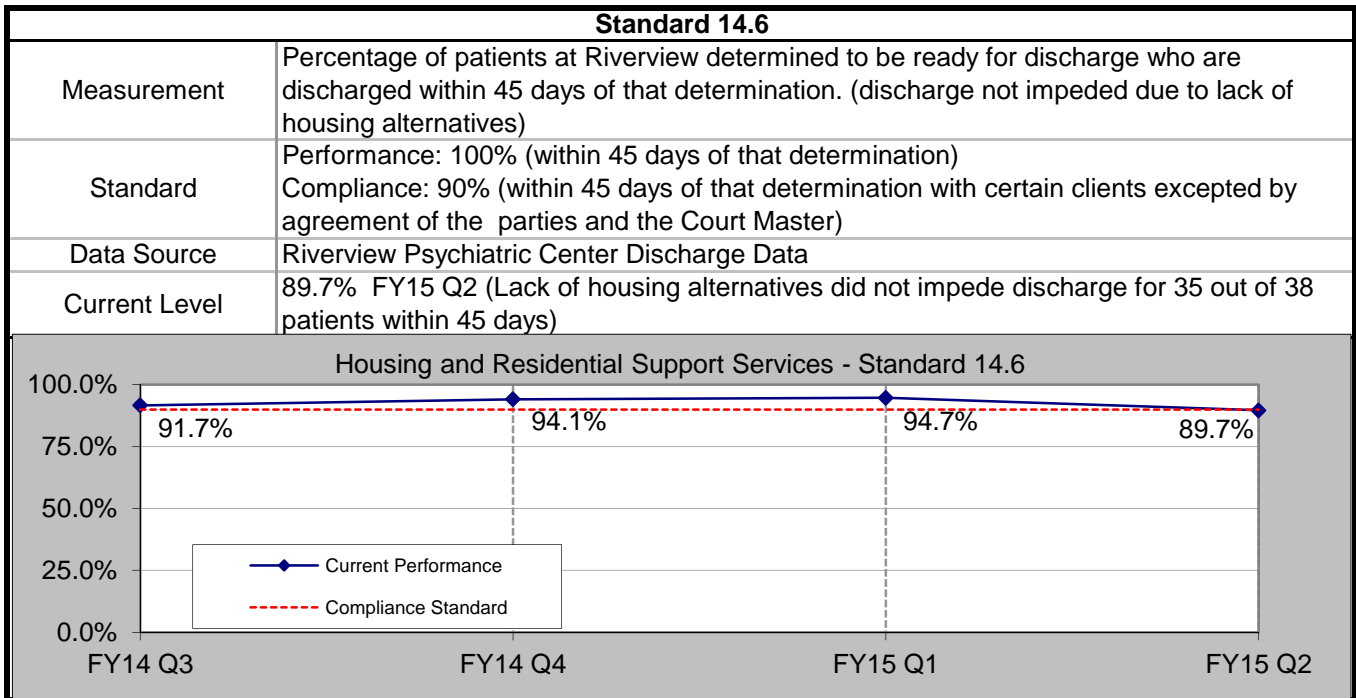 Standard 14.6
Measurement
Percentage of patients at Riverview determined to be ready for discharge who are
discharged within 45 days of that determination. (discharge not impeded due to lack of
housing alternatives)
Standard
Performance: 100% (within 45 days of that determination)
Compliance: 90% (within 45 days of that determination with certain clients excepted by
agreement of the parties and the Court Master)
Data Source
Riverview Psychiatric Center Discharge Data
Current Level
89.7% FY15 Q2 (Lack of housing alternatives did not impede discharge for 35 out of 38
patients within 45 days)
Housing and Residential Support Services - Standard 14.6
100.0%
75.0%
50.0%
25.0%
0.0%
91.7%
94.1%
94.7%
89.7%
Current Performance
Compliance Standard
FY14 Q3
FY14 Q4
FY15 Q1
FY15 Q2